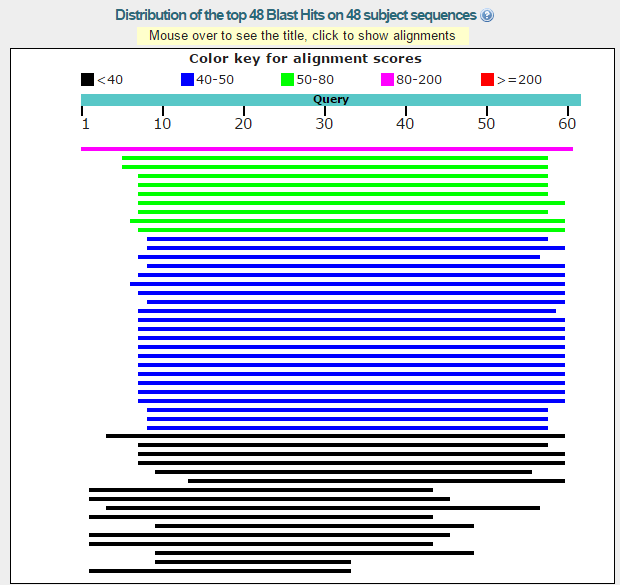 Distribution of the top 48 Blast Hits on 48 subject sequences ?
Mouse over to see the title, click to show alignments
Color key for alignment scores
<40 40-50 50-80 80-200 >=200
Query
1 10 20 30 40 50 60